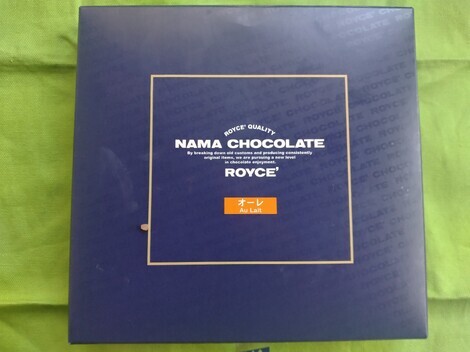 ROYCE' QUALITY
NAMA CHOCOLATE
By breaking down old customs and producing consistently
original items, we are pursuing a new level
in chocolate enjoyment.
ROYCE'
オーレ
Au Lait